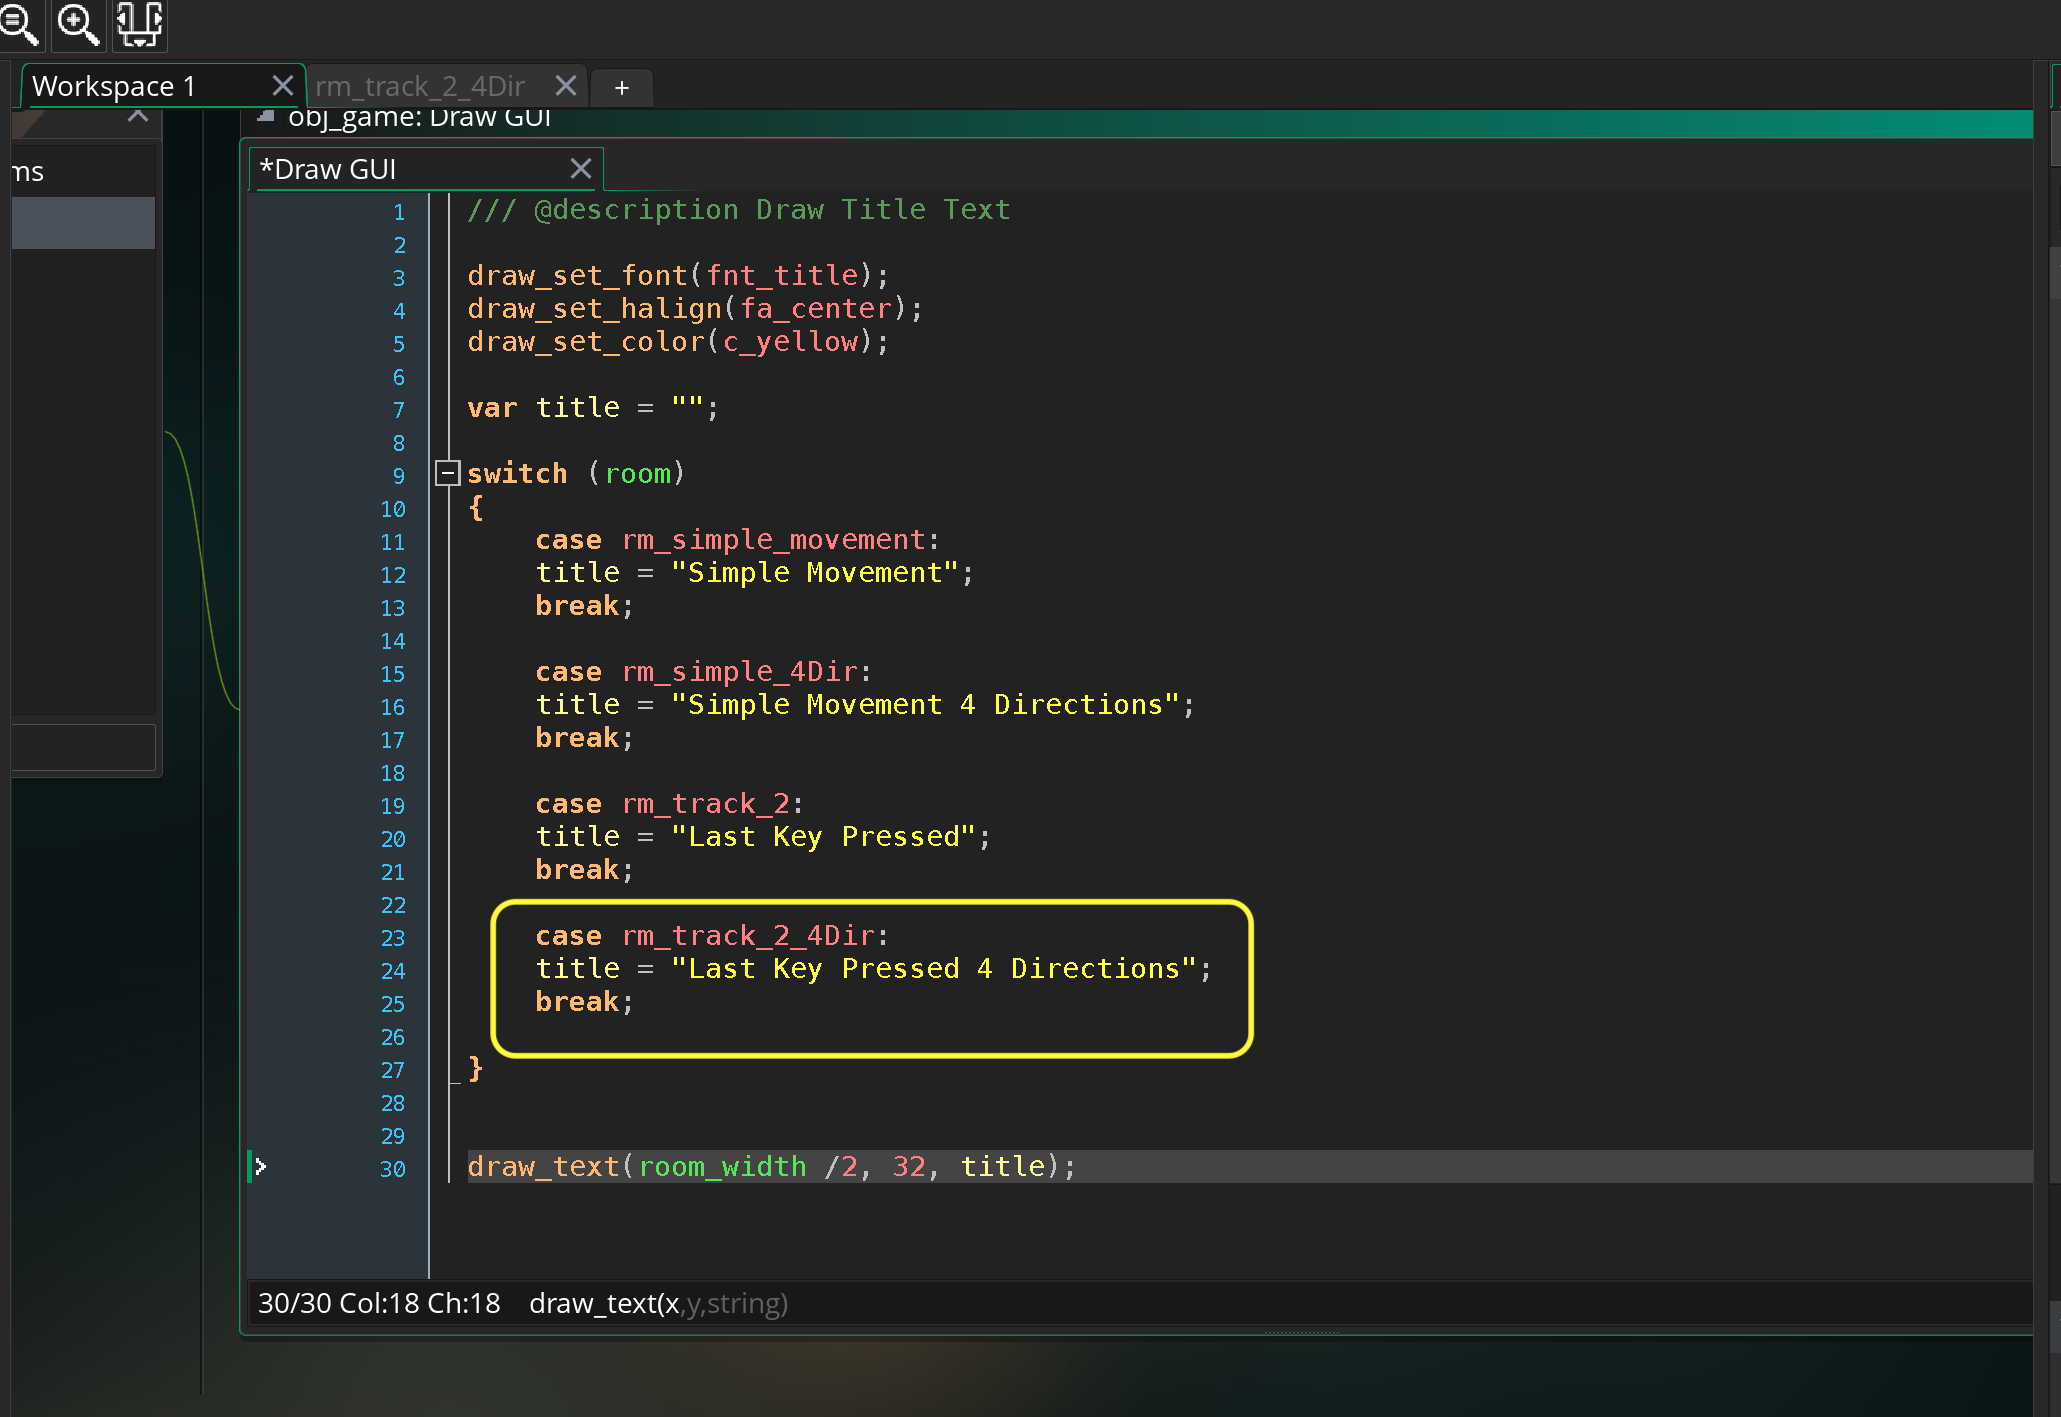 Workspace 1
rm_track_2_4Dir
+
obj_game: Draw GUI
ms
*Draw GUI
1 /// @description Draw Title Text
2
3 draw_set_font(fnt_title);
4 draw_set_halign(fa_center);
5 draw_set_color(c_yellow);
6
7 var title = "";
8
9 switch (room)
10 {
11 case rm_simple_movement:
12 title = "Simple Movement";
13 break;
14
15 case rm_simple_4Dir:
16 title = "Simple Movement 4 Directions";
17 break;
18
19 case rm_track_2:
20 title = "Last Key Pressed";
21 break;
22
23 case rm_track_2_4Dir:
24 title = "Last Key Pressed 4 Directions";
25 break;
26
27 }
28
29
30 draw_text(room_width /2, 32, title);
30/30 Col:18 Ch:18 draw_text(x,y,string)